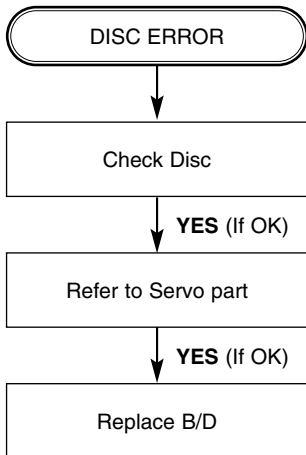 DISC ERROR
Check Disc
YES (If OK)
Refer to Servo part
YES (If OK)
Replace B/D